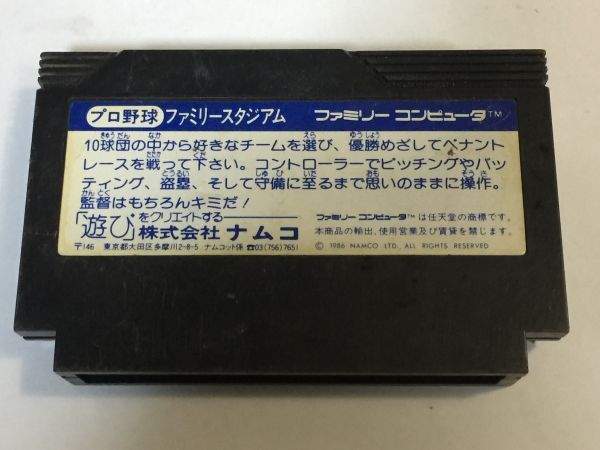 プロ野球 ファミリースタジアム ファミリー コンピュータ™
10球団の中から好きなチームを選び、優勝めざしてペナント
レースを戦って下さい。コントローラーでピッチングやバッ
ティング、盗塁、そして守備に至るまで思いのままに操作。
監督はもちろんキミだ!
「遊び」をクリエイトする 株式会社 ナムコ
〒146 東京都大田区多摩川2-8-5 ナムコット係 ☎03(756)7651
ファミリー コンピュータ™ は任天堂の商標です。
本商品の輸出、使用営業及び賃貸を禁じます。
© 1986 NAMCO LTD., ALL RIGHTS RESERVED